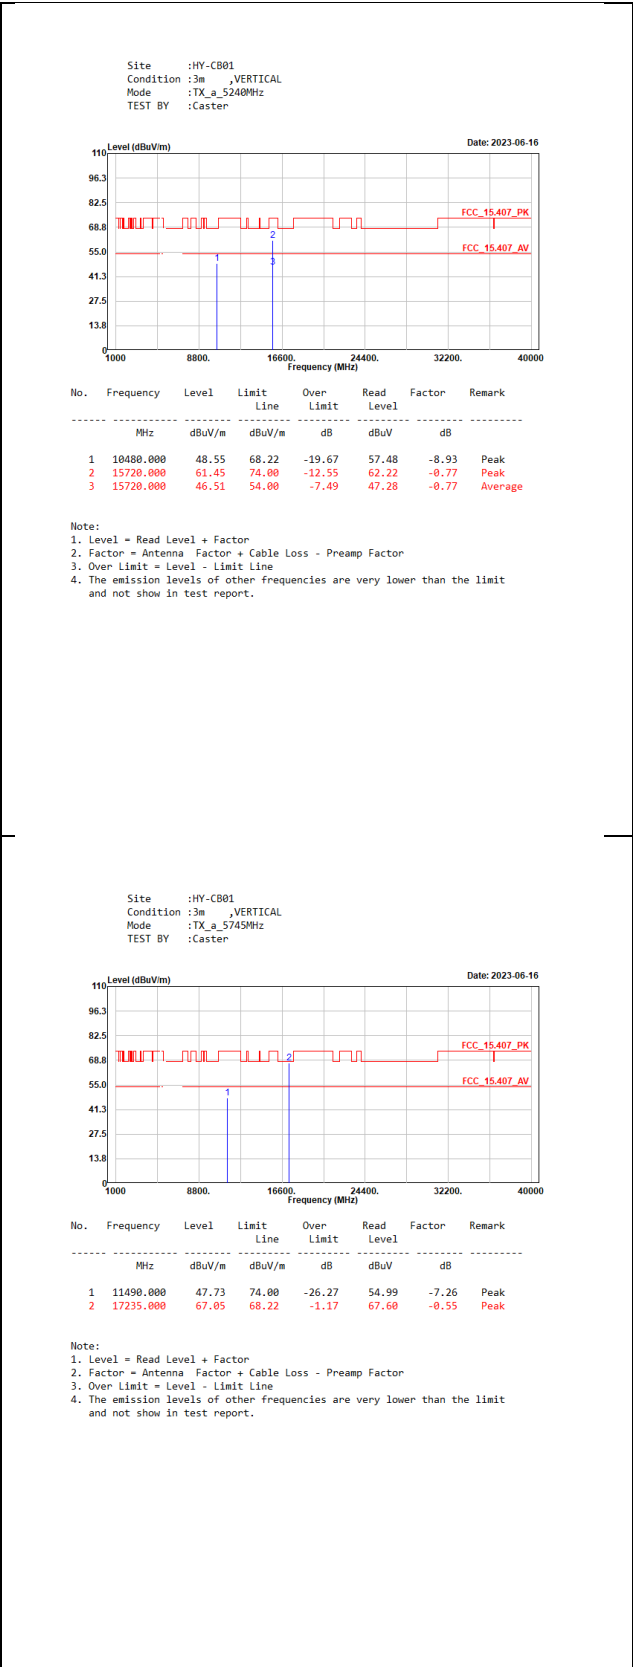 Site :HY-CB01
Condition :3m ,VERTICAL
Mode :TX_a_5240MHz
TEST BY :Caster
Level (dBuV/m) Date: 2023-06-16
110
96.3
82.5
FCC_15.407_PK
68.8
2
FCC_15.407_AV
55.0
1
3
41.3
27.5
13.8
0
1000 8800. 16600. 24400. 32200. 40000
Frequency (MHz)
No. Frequency Level Limit Over Read Factor Remark
Line Limit Level
------ ----------- -------- --------- -------- --------- -------- ---------
MHz dBuV/m dBuV/m dB dBuV dB
1 10480.000 48.55 68.22 -19.67 57.48 -8.93 Peak
2 15720.000 61.45 74.00 -12.55 62.22 -0.77 Peak
3 15720.000 46.51 54.00 -7.49 47.28 -0.77 Average
Note:
1. Level = Read Level + Factor
2. Factor = Antenna Factor + Cable Loss - Preamp Factor
3. Over Limit = Level - Limit Line
4. The emission levels of other frequencies are very lower than the limit
and not show in test report.
Site :HY-CB01
Condition :3m ,VERTICAL
Mode :TX_a_5745MHz
TEST BY :Caster
Level (dBuV/m) Date: 2023-06-16
110
96.3
82.5
FCC_15.407_PK
68.8
2
FCC_15.407_AV
55.0
1
41.3
27.5
13.8
0
1000 8800. 16600. 24400. 32200. 40000
Frequency (MHz)
No. Frequency Level Limit Over Read Factor Remark
Line Limit Level
------ ----------- -------- --------- -------- --------- -------- ---------
MHz dBuV/m dBuV/m dB dBuV dB
1 11490.000 47.73 74.00 -26.27 54.99 -7.26 Peak
2 17235.000 67.05 68.22 -1.17 67.60 -0.55 Peak
Note:
1. Level = Read Level + Factor
2. Factor = Antenna Factor + Cable Loss - Preamp Factor
3. Over Limit = Level - Limit Line
4. The emission levels of other frequencies are very lower than the limit
and not show in test report.